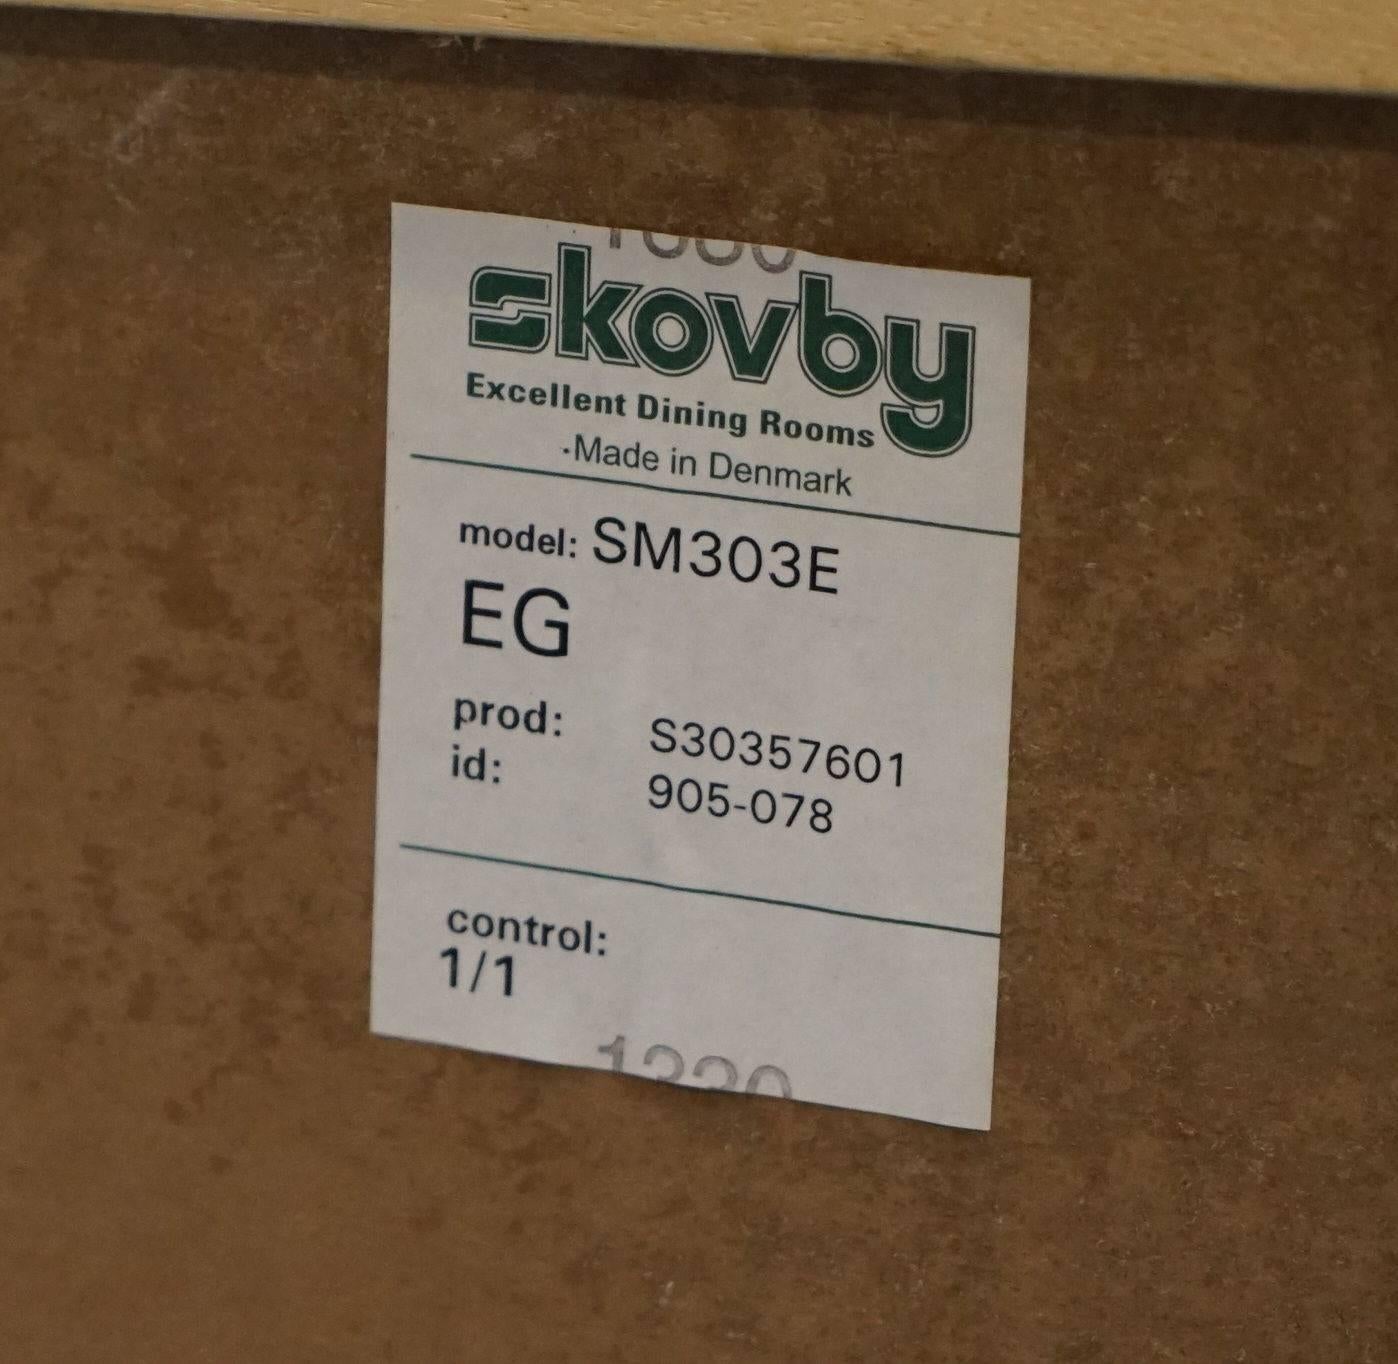 skovby
Excellent Dining Rooms
·Made in Denmark
model: SM303E
EG
prod: S30357601
id: 905-078
control:
1/1